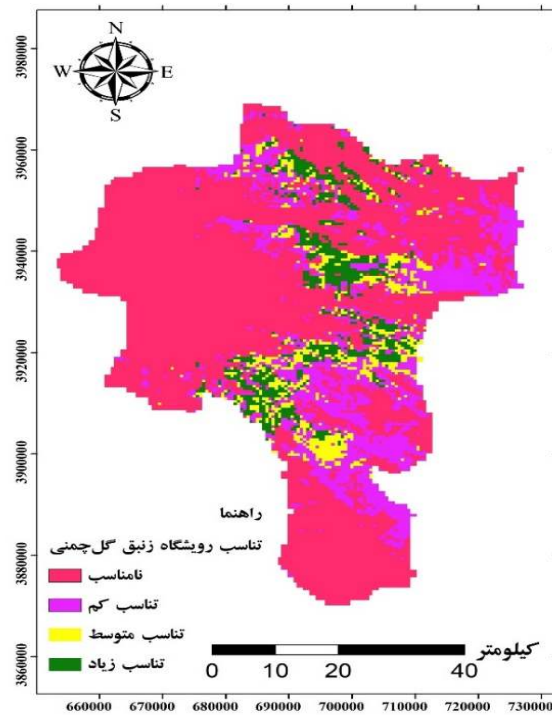 N
W E
S
3980000
3960000
3940000
3920000
3900000
3880000
3860000
راهنما
تناسب رویشگاه زنبق گل‌چمنی
نامناسب
تناسب کم
تناسب متوسط
تناسب زیاد
کیلومتر
0 10 20 40
660000 670000 680000 690000 700000 710000 720000 730000